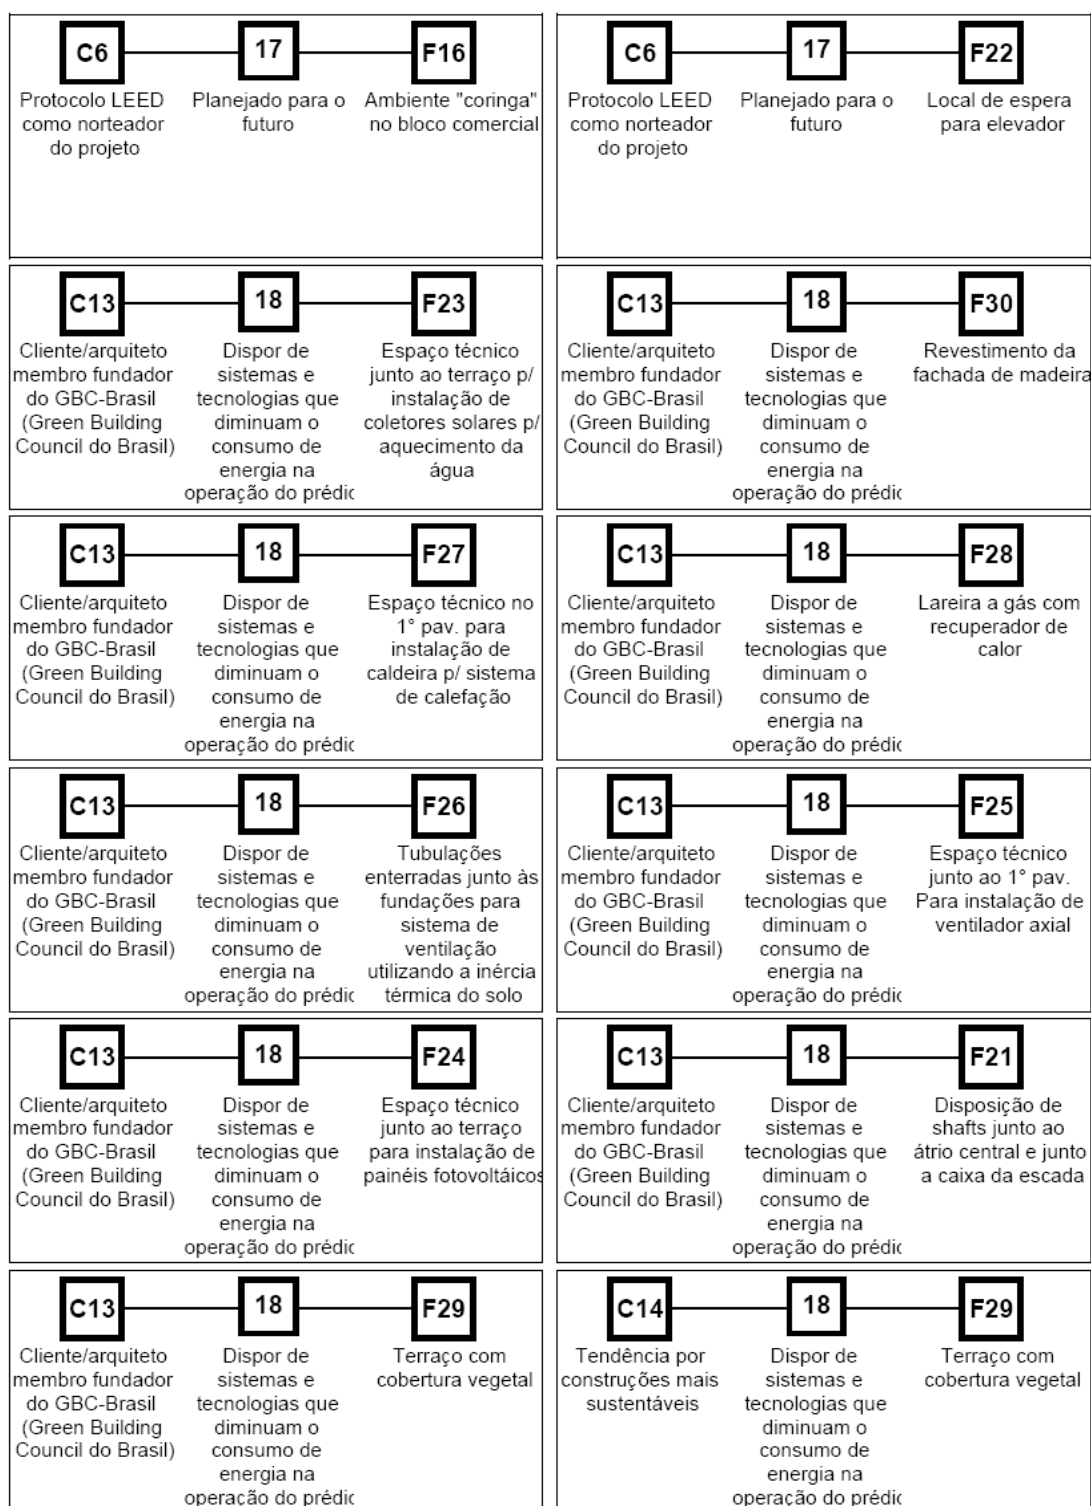 C6 17 F16
Protocolo LEED
como norteador
do projeto
Planejado para o
futuro
Ambiente "coringa"
no bloco comercial
C6 17 F22
Protocolo LEED
como norteador
do projeto
Planejado para o
futuro
Local de espera
para elevador
C13 18 F23
Cliente/arquiteto
membro fundador
do GBC-Brasil
(Green Building
Council do Brasil)
Dispor de
sistemas e
tecnologias que
diminuam o
consumo de
energia na
operação do prédic
Espaço técnico
junto ao terraço p/
instalação de
coletores solares p/
aquecimento da
água
C13 18 F30
Cliente/arquiteto
membro fundador
do GBC-Brasil
(Green Building
Council do Brasil)
Dispor de
sistemas e
tecnologias que
diminuam o
consumo de
energia na
operação do prédic
Revestimento da
fachada de madeira
C13 18 F27
Cliente/arquiteto
membro fundador
do GBC-Brasil
(Green Building
Council do Brasil)
Dispor de
sistemas e
tecnologias que
diminuam o
consumo de
energia na
operação do prédic
Espaço técnico no
1° pav. para
instalação de
caldeira p/ sistema
de calefação
C13 18 F28
Cliente/arquiteto
membro fundador
do GBC-Brasil
(Green Building
Council do Brasil)
Dispor de
sistemas e
tecnologias que
diminuam o
consumo de
energia na
operação do prédic
Lareira a gás com
recuperador de
calor
C13 18 F26
Cliente/arquiteto
membro fundador
do GBC-Brasil
(Green Building
Council do Brasil)
Dispor de
sistemas e
tecnologias que
diminuam o
consumo de
energia na
operação do prédic
Tubulações
enterradas junto às
fundações para
sistema de
ventilação
utilizando a inércia
térmica do solo
C13 18 F25
Cliente/arquiteto
membro fundador
do GBC-Brasil
(Green Building
Council do Brasil)
Dispor de
sistemas e
tecnologias que
diminuam o
consumo de
energia na
operação do prédic
Espaço técnico
junto ao 1° pav.
Para instalação de
ventilador axial
C13 18 F24
Cliente/arquiteto
membro fundador
do GBC-Brasil
(Green Building
Council do Brasil)
Dispor de
sistemas e
tecnologias que
diminuam o
consumo de
energia na
operação do prédic
Espaço técnico
junto ao terraço
para instalação de
painéis fotovoltáicos
C13 18 F21
Cliente/arquiteto
membro fundador
do GBC-Brasil
(Green Building
Council do Brasil)
Dispor de
sistemas e
tecnologias que
diminuam o
consumo de
energia na
operação do prédic
Disposição de
shafts junto ao
átrio central e junto
a caixa da escada
C13 18 F29
Cliente/arquiteto
membro fundador
do GBC-Brasil
(Green Building
Council do Brasil)
Dispor de
sistemas e
tecnologias que
diminuam o
consumo de
energia na
operação do prédic
Terraço com
cobertura vegetal
C14 18 F29
Tendência por
construções mais
sustentáveis
Dispor de
sistemas e
tecnologias que
diminuam o
consumo de
energia na
operação do prédic
Terraço com
cobertura vegetal